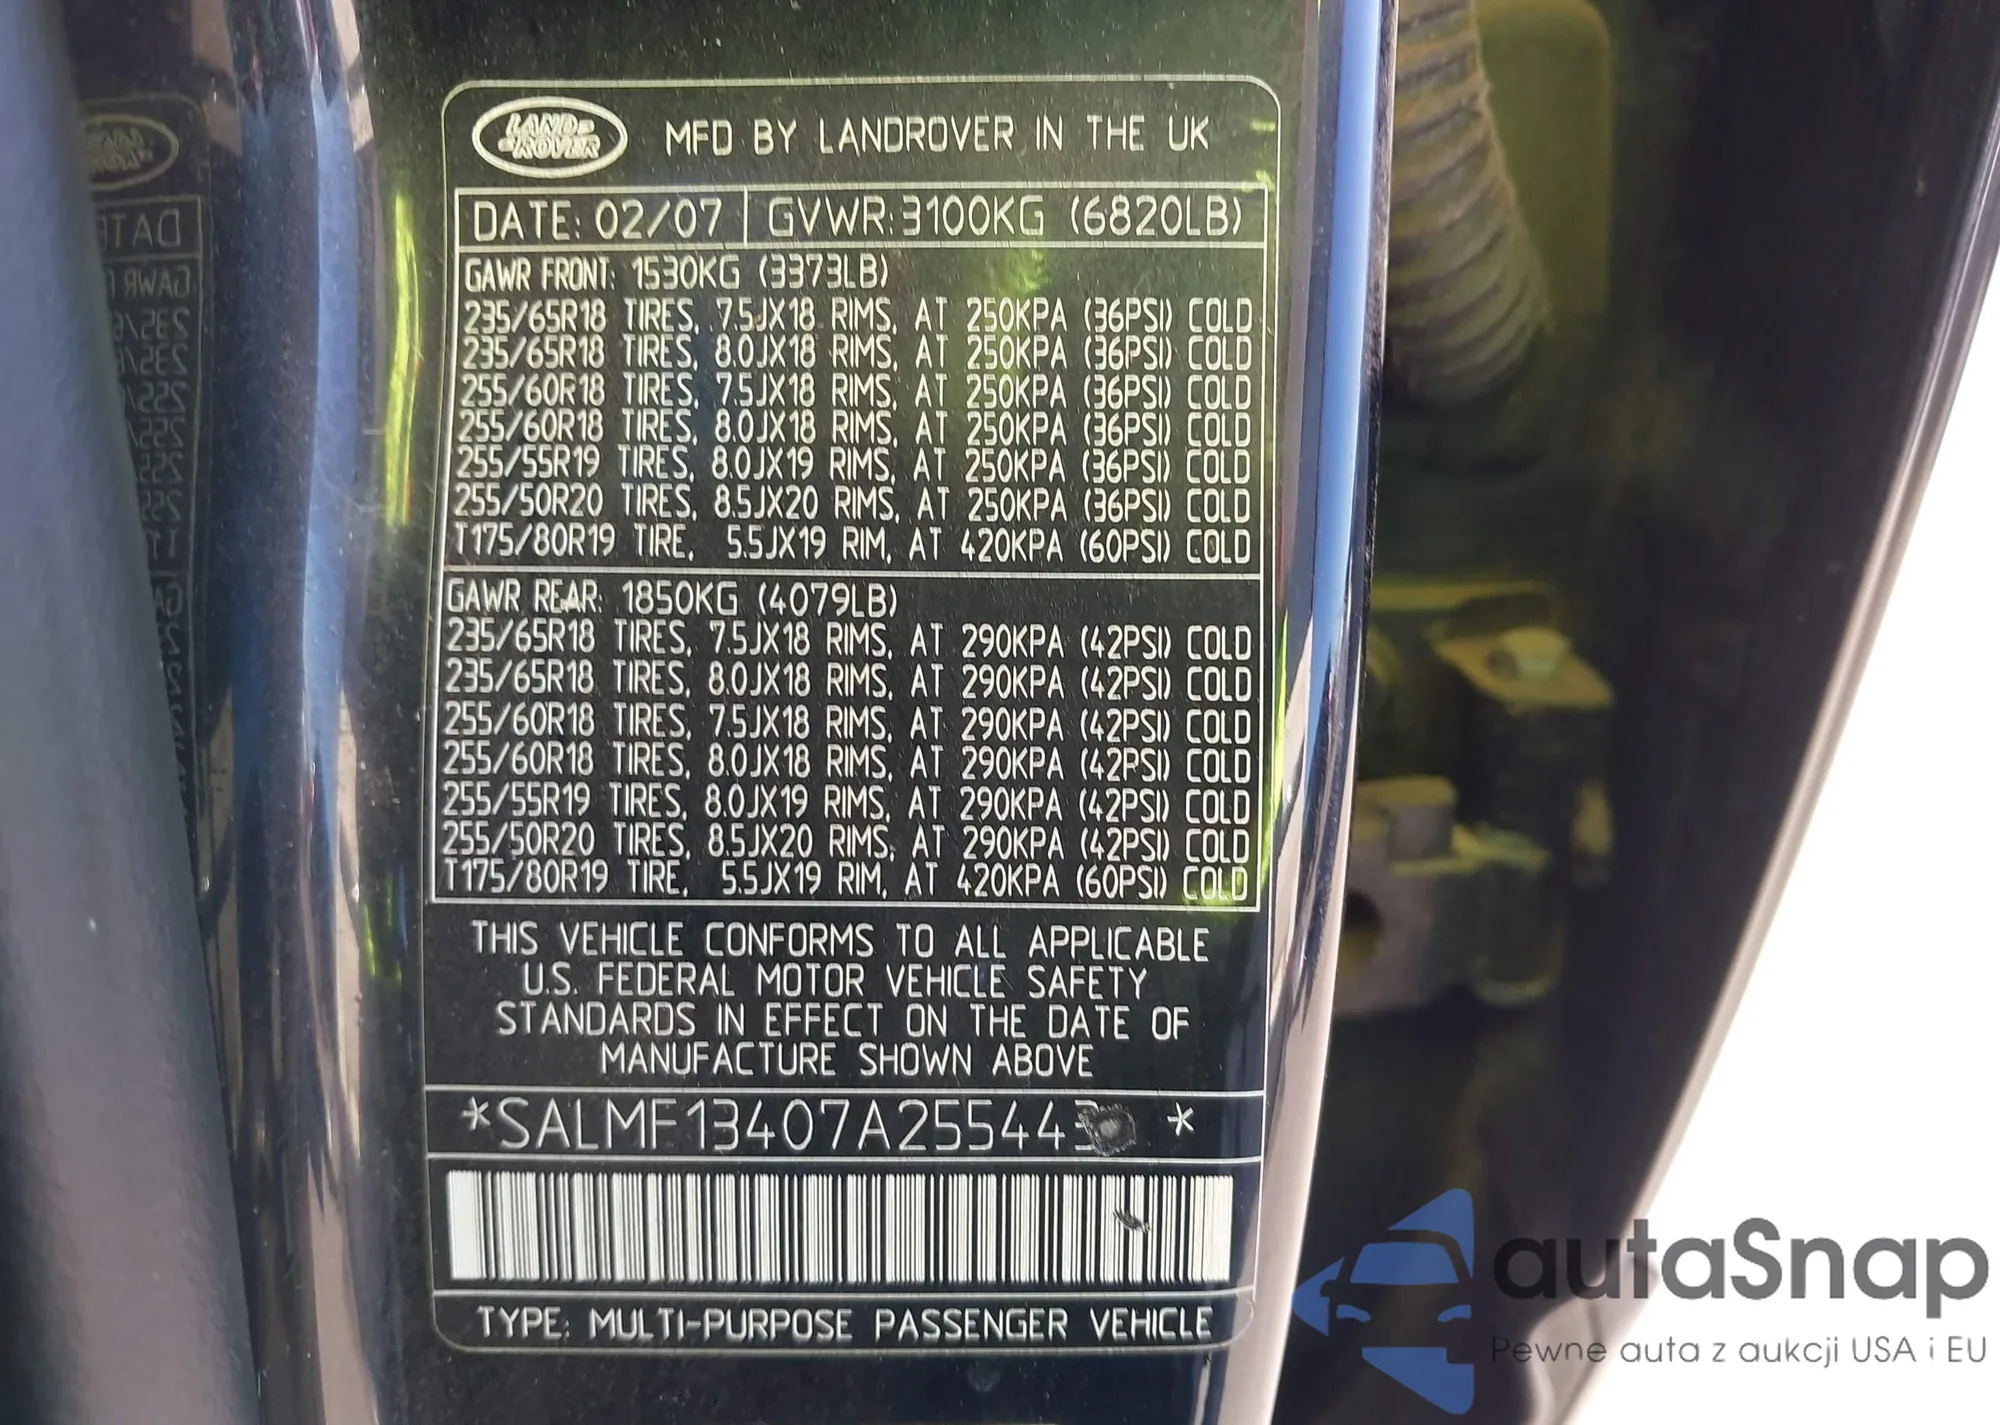 LAND ROVER
MFD BY LANDROVER IN THE UK
DATE: 02/07 GVWR: 3100KG (6820LB)
GAWR FRONT: 1530KG (3373LB)
235/65R18 TIRES, 7.5JX18 RIMS, AT 250KPA (36PSI) COLD
235/65R18 TIRES, 8.0JX18 RIMS, AT 250KPA (36PSI) COLD
255/60R18 TIRES, 7.5JX18 RIMS, AT 250KPA (36PSI) COLD
255/60R18 TIRES, 8.0JX18 RIMS, AT 250KPA (36PSI) COLD
255/55R19 TIRES, 8.0JX19 RIMS, AT 250KPA (36PSI) COLD
255/50R20 TIRES, 8.5JX20 RIMS, AT 250KPA (36PSI) COLD
T175/80R19 TIRE, 5.5JX19 RIM, AT 420KPA (60PSI) COLD
GAWR REAR: 1850KG (4079LB)
235/65R18 TIRES, 7.5JX18 RIMS, AT 290KPA (42PSI) COLD
235/65R18 TIRES, 8.0JX18 RIMS, AT 290KPA (42PSI) COLD
255/60R18 TIRES, 7.5JX18 RIMS, AT 290KPA (42PSI) COLD
255/60R18 TIRES, 8.0JX18 RIMS, AT 290KPA (42PSI) COLD
255/55R19 TIRES, 8.0JX19 RIMS, AT 290KPA (42PSI) COLD
255/50R20 TIRES, 8.5JX20 RIMS, AT 290KPA (42PSI) COLD
T175/80R19 TIRE, 5.5JX19 RIM, AT 420KPA (60PSI) COLD
THIS VEHICLE CONFORMS TO ALL APPLICABLE
U.S. FEDERAL MOTOR VEHICLE SAFETY
STANDARDS IN EFFECT ON THE DATE OF
MANUFACTURE SHOWN ABOVE
*SALMF13407A255443 *
TYPE: MULTI-PURPOSE PASSENGER VEHICLE
autaSnap
Pewne auta z aukcji USA i EU